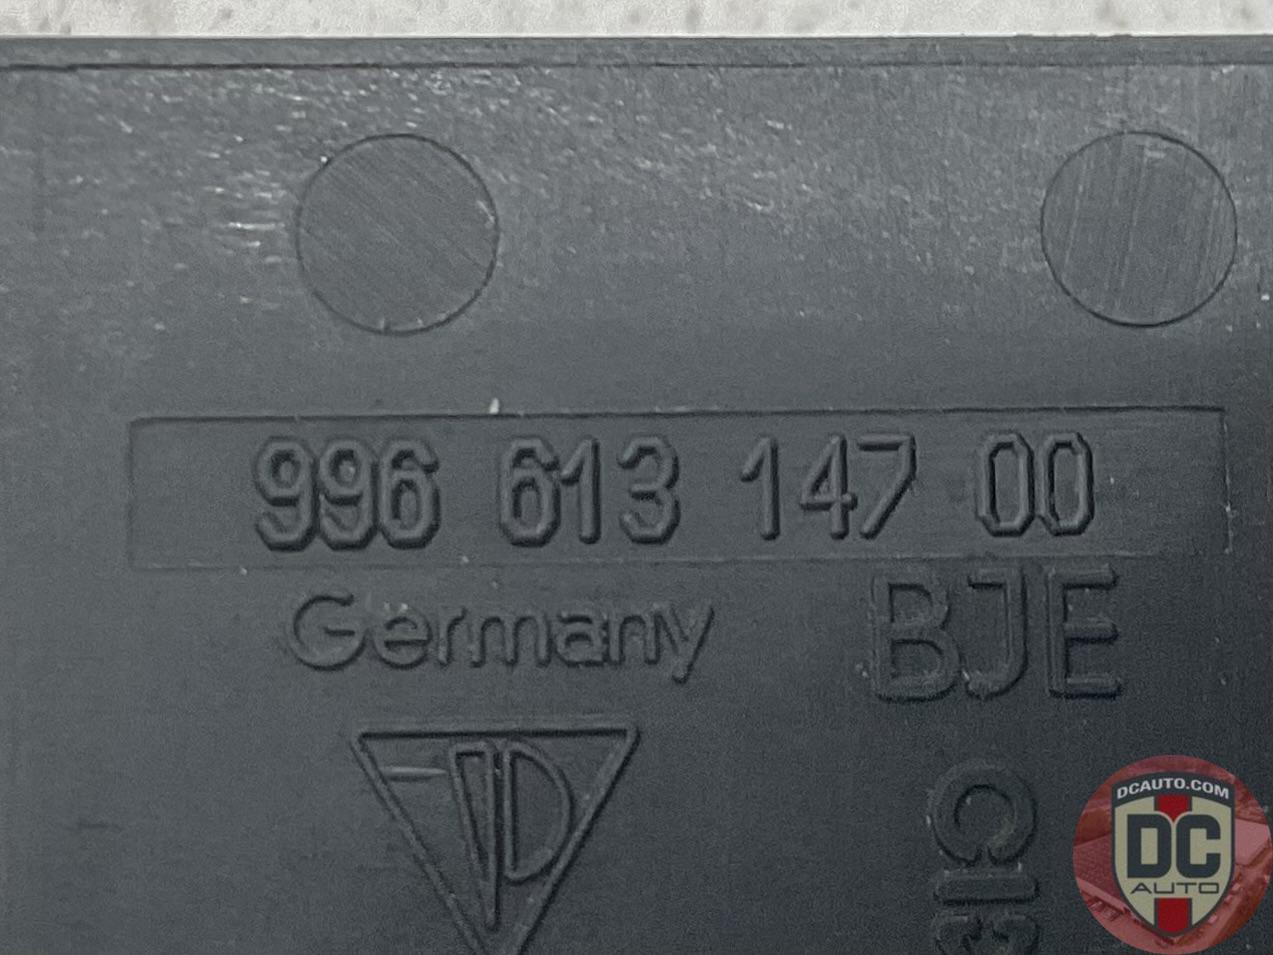 996 613 147 00
Germany
BJE
DCAUTO.COM
DC
AUTO